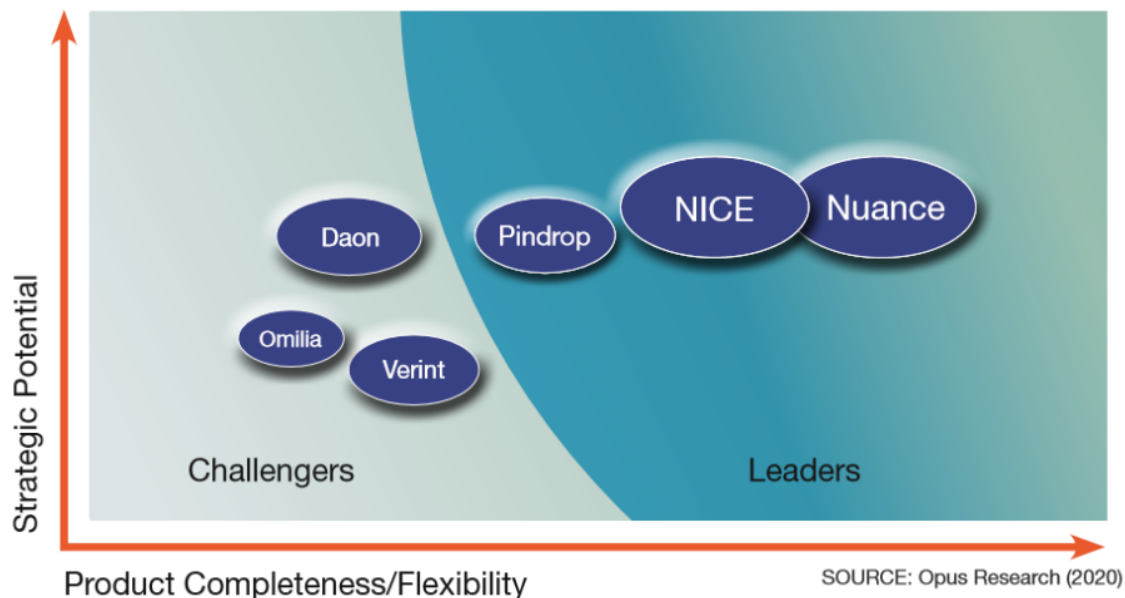 Strategic Potential
NICE
Nuance
Daon
Pindrop
Omilia
Verint
Challengers
Leaders
Product Completeness/Flexibility
SOURCE: Opus Research (2020)